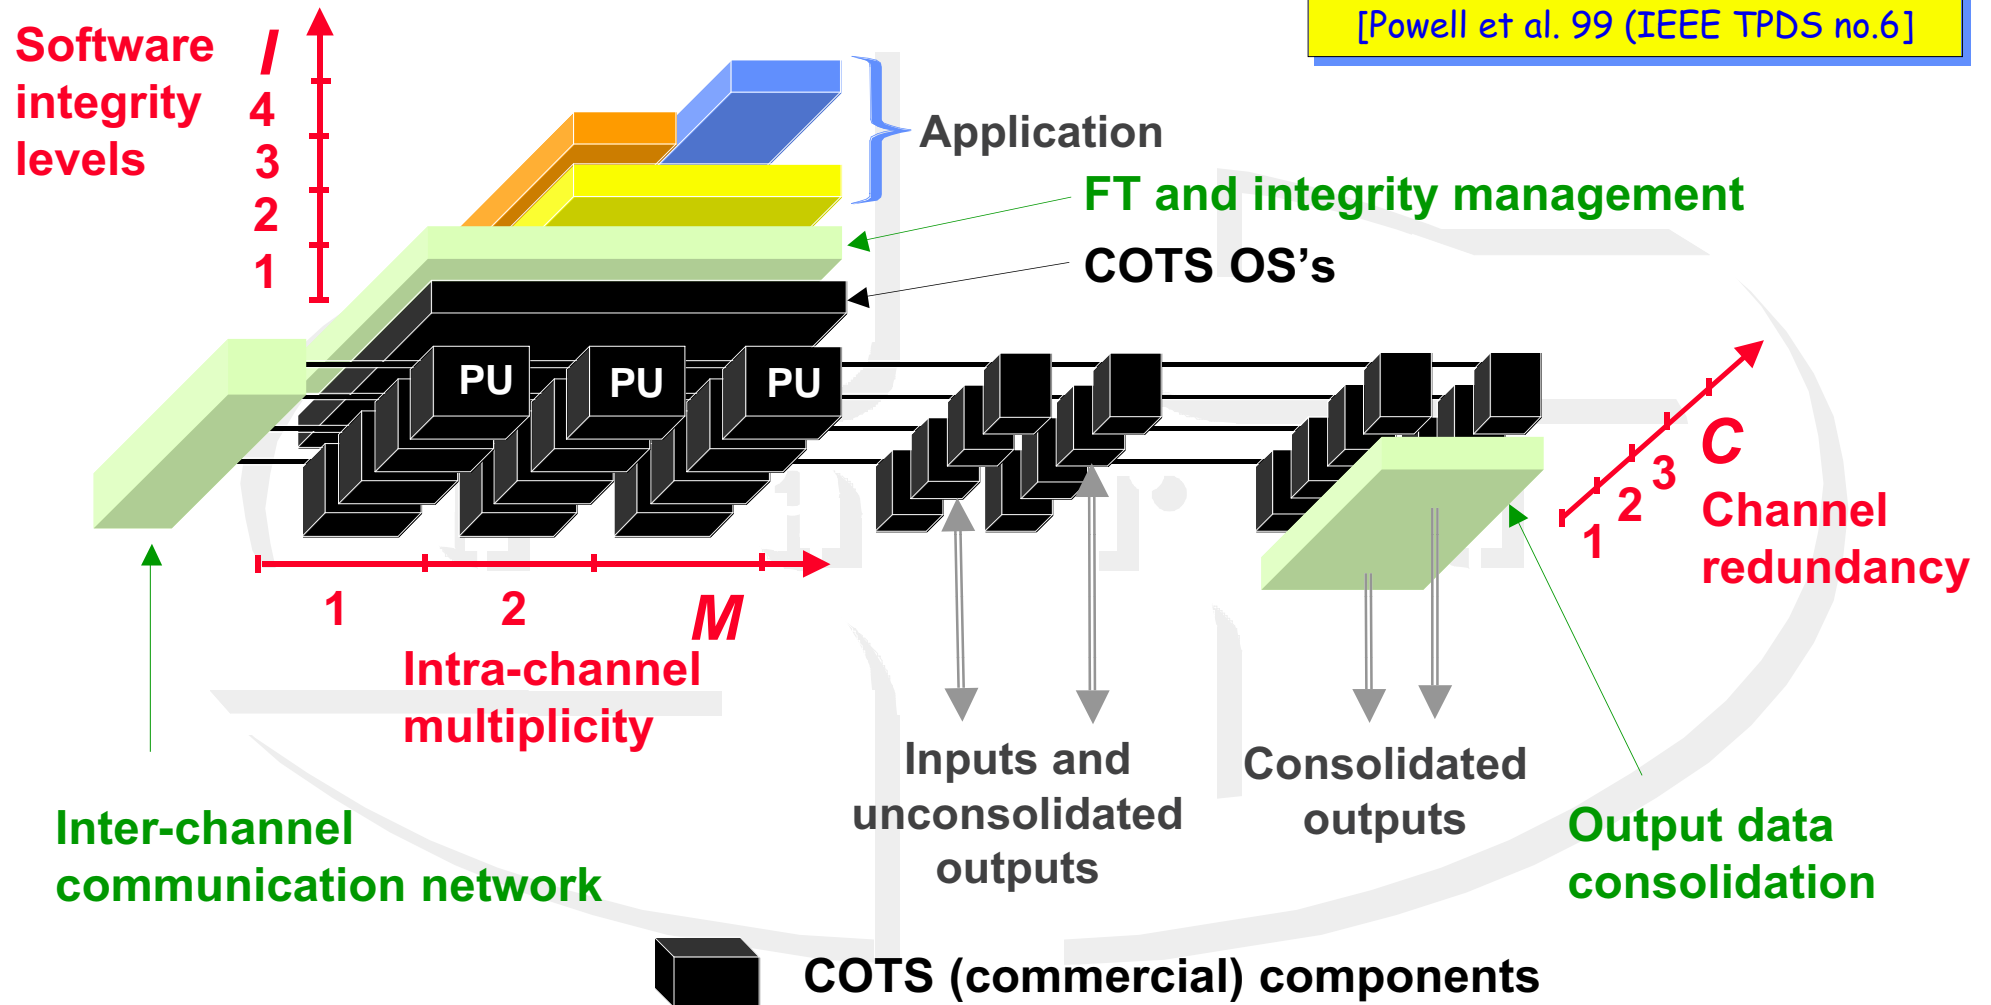 [Powell et al. 99 (IEEE TPDS no.6]
Software
integrity
levels
I
4
3
2
1
Application
FT and integrity management
COTS OS's
PU
PU
PU
C
3
2
1
Channel
redundancy
1
2
M
Intra-channel
multiplicity
Inputs and
unconsolidated
outputs
Consolidated
outputs
Output data
consolidation
Inter-channel
communication network
COTS (commercial) components